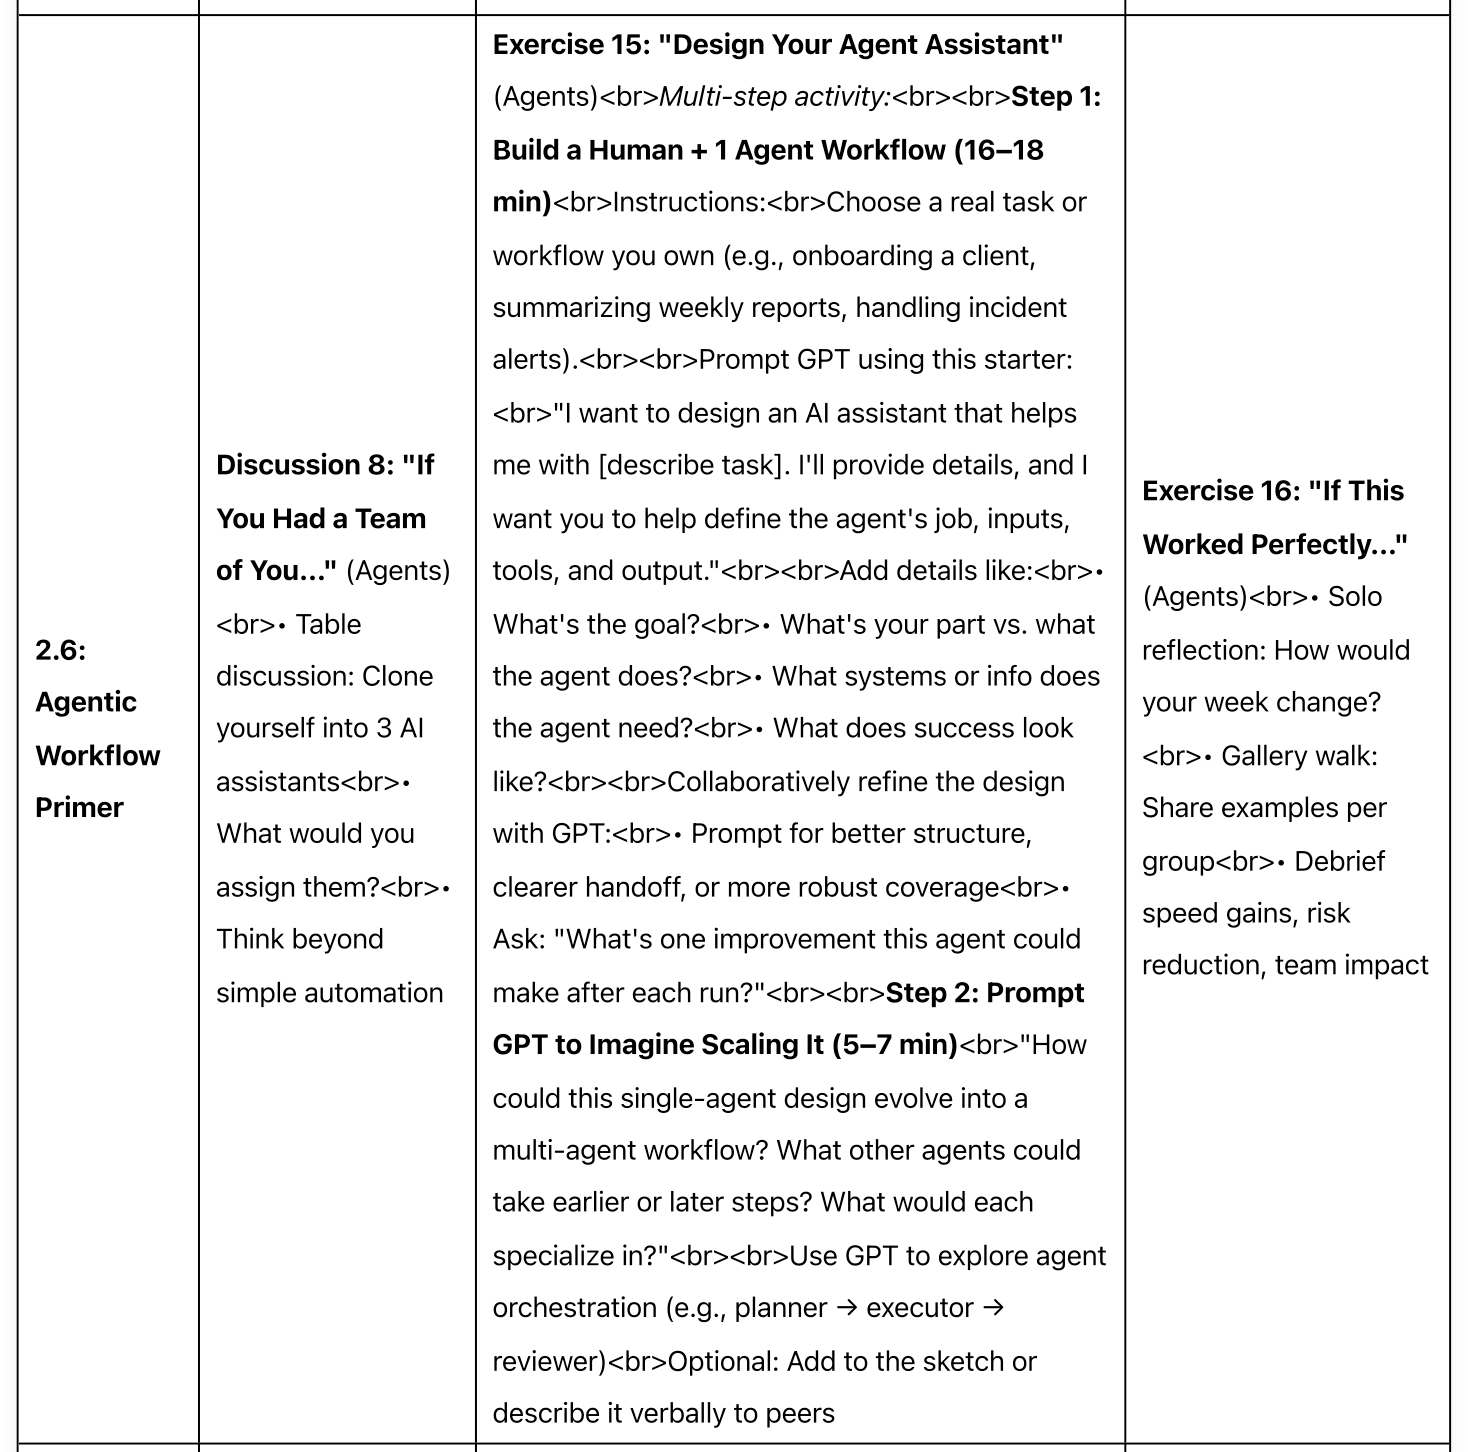 2.6:
Agentic
Workflow
Primer
Discussion 8: "If
You Had a Team
of You..." (Agents)
<br>• Table
discussion: Clone
yourself into 3 AI
assistants<br>•
What would you
assign them?<br>•
Think beyond
simple automation
Exercise 15: "Design Your Agent Assistant"
(Agents)<br>Multi-step activity:<br><br>Step 1:
Build a Human + 1 Agent Workflow (16–18
min)<br>Instructions:<br>Choose a real task or
workflow you own (e.g., onboarding a client,
summarizing weekly reports, handling incident
alerts).<br><br>Prompt GPT using this starter:
<br>"I want to design an AI assistant that helps
me with [describe task]. I'll provide details, and I
want you to help define the agent's job, inputs,
tools, and output."<br><br>Add details like:<br>•
What's the goal?<br>• What's your part vs. what
the agent does?<br>• What systems or info does
the agent need?<br>• What does success look
like?<br><br>Collaboratively refine the design
with GPT:<br>• Prompt for better structure,
clearer handoff, or more robust coverage<br>•
Ask: "What's one improvement this agent could
make after each run?"<br><br>Step 2: Prompt
GPT to Imagine Scaling It (5–7 min)<br>"How
could this single-agent design evolve into a
multi-agent workflow? What other agents could
take earlier or later steps? What would each
specialize in?"<br><br>Use GPT to explore agent
orchestration (e.g., planner → executor →
reviewer)<br>Optional: Add to the sketch or
describe it verbally to peers
Exercise 16: "If This
Worked Perfectly..."
(Agents)<br>• Solo
reflection: How would
your week change?
<br>• Gallery walk:
Share examples per
group<br>• Debrief
speed gains, risk
reduction, team impact